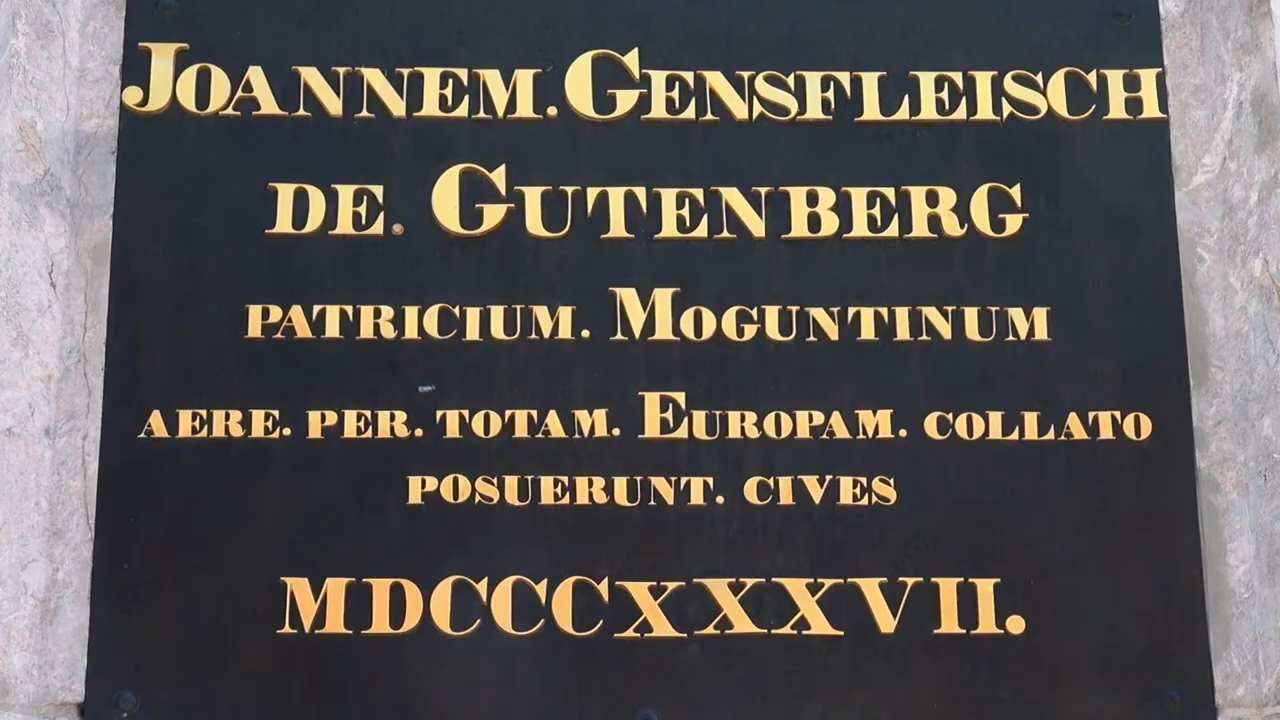 JOANNEM. GENSFLEISCH
DE. GUTENBERG
PATRICIUM. MOGUNTINUM
AERE. PER. TOTAM. EUROPAM. COLLATO
POSUERUNT. CIVES
MDCCCXXXVII.